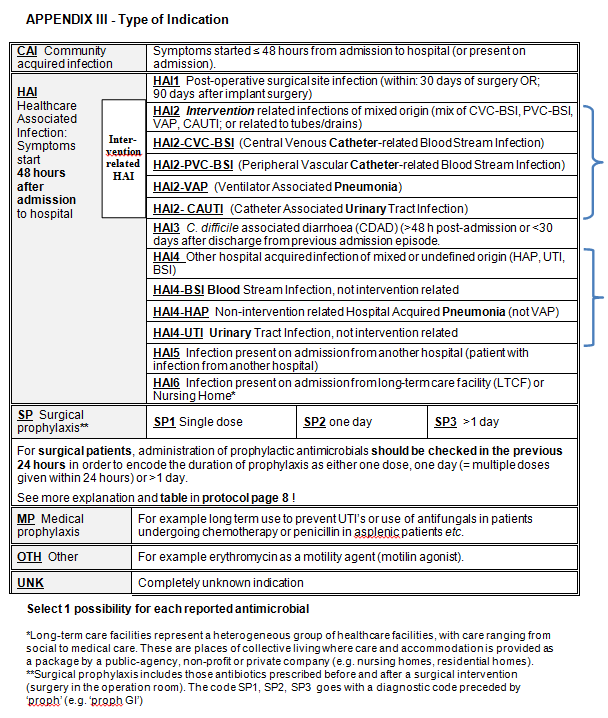 APPENDIX III - Type of Indication
CAI Community
acquired infection
Symptoms started ≤ 48 hours from admission to hospital (or present on
admission).
HAI
Healthcare
Associated
Infection:
Symptoms
start
48 hours
after
admission
to hospital
Inter-
vention
related
HAI
HAI1 Post-operative surgical site infection (within: 30 days of surgery OR;
90 days after implant surgery)
HAI2 Intervention related infections of mixed origin (mix of CVC-BSI, PVC-BSI,
VAP, CAUTI; or related to tubes/drains)
HAI2-CVC-BSI (Central Venous Catheter-related Blood Stream Infection)
HAI2-PVC-BSI (Peripheral Vascular Catheter-related Blood Stream Infection)
HAI2-VAP (Ventilator Associated Pneumonia)
HAI2- CAUTI (Catheter Associated Urinary Tract Infection)
HAI3 C. difficile associated diarrhoea (CDAD) (>48 h post-admission or <30
days after discharge from previous admission episode.
HAI4 Other hospital acquired infection of mixed or undefined origin (HAP, UTI,
BSI)
HAI4-BSI Blood Stream Infection, not intervention related
HAI4-HAP Non-intervention related Hospital Acquired Pneumonia (not VAP)
HAI4-UTI Urinary Tract Infection, not intervention related
HAI5 Infection present on admission from another hospital (patient with
infection from another hospital)
HAI6 Infection present on admission from long-term care facility (LTCF) or
Nursing Home*
SP Surgical
prophylaxis**
SP1 Single dose
SP2 one day
SP3 >1 day
For surgical patients, administration of prophylactic antimicrobials should be checked in the previous
24 hours in order to encode the duration of prophylaxis as either one dose, one day (= multiple doses
given within 24 hours) or >1 day.
See more explanation and table in protocol page 8 !
MP Medical
prophylaxis
For example long term use to prevent UTI's or use of antifungals in patients
undergoing chemotherapy or penicillin in asplenic patients etc.
OTH Other
For example erythromycin as a motility agent (motilin agonist).
UNK
Completely unknown indication
Select 1 possibility for each reported antimicrobial
*Long-term care facilities represent a heterogeneous group of healthcare facilities, with care ranging from
social to medical care. These are places of collective living where care and accommodation is provided as
a package by a public-agency, non-profit or private company (e.g. nursing homes, residential homes).
**Surgical prophylaxis includes those antibiotics prescribed before and after a surgical intervention
(surgery in the operation room). The code SP1, SP2, SP3 goes with a diagnostic code preceded by
'proph' (e.g. 'proph GI')